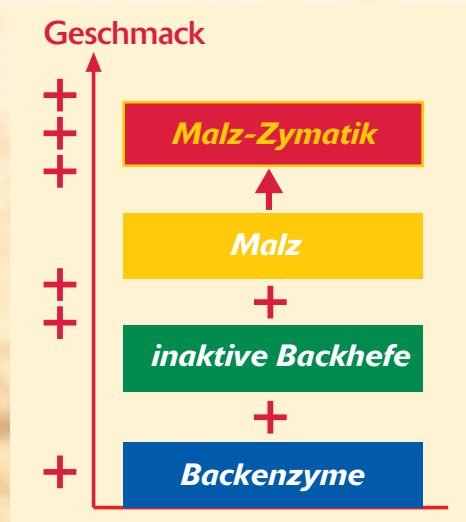 Geschmack
+
+
+
Malz-Zymatik
Malz
+
+
+
inaktive Backhefe
+
+
Backenzyme